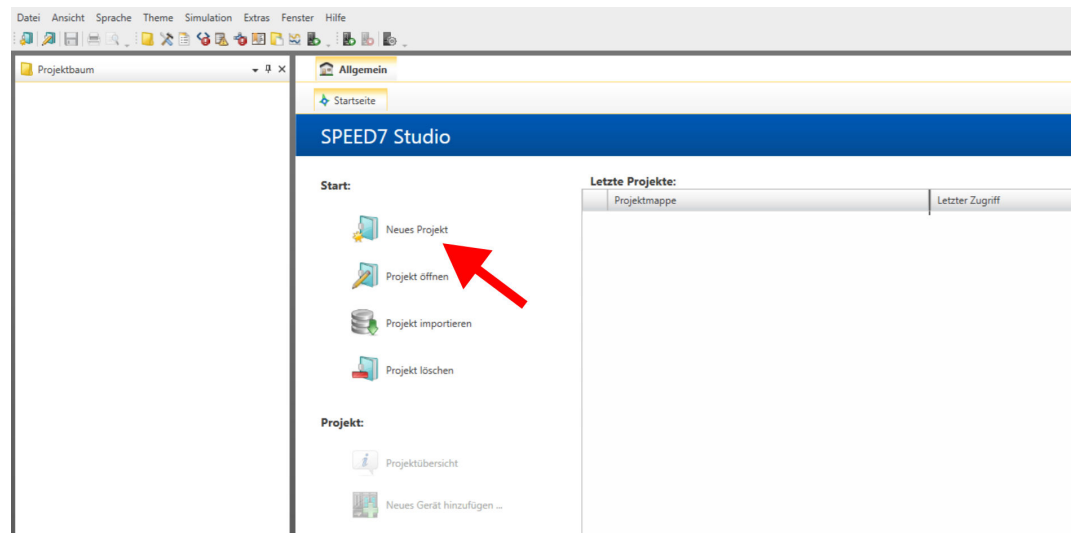 Datei Ansicht Sprache Theme Simulation Extras Fenster Hilfe
Projektbaum
Allgemein
Startseite
SPEED7 Studio
Start:
Neues Projekt
Projekt öffnen
Projekt importieren
Projekt löschen
Projekt:
Projektübersicht
Neues Gerät hinzufügen ...
Letzte Projekte:
Projektmappe Letzter Zugriff